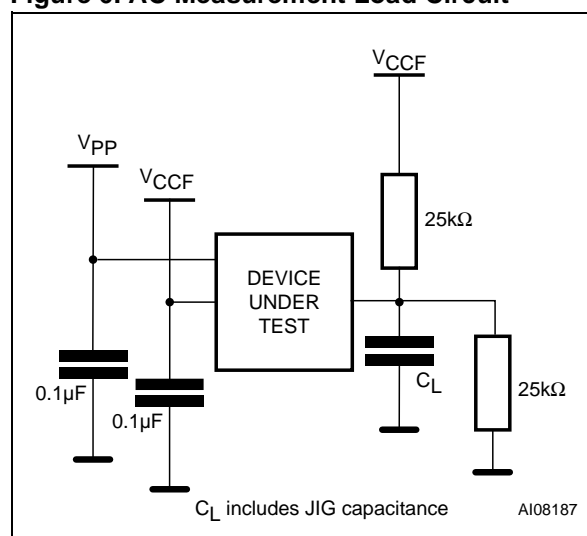 Figure 9. AC Measurement Load Circuit
VCCF
VPP
VCCF
25kΩ
DEVICE
UNDER
TEST
CL
0.1µF
0.1µF
25kΩ
CL includes JIG capacitance
AI08187